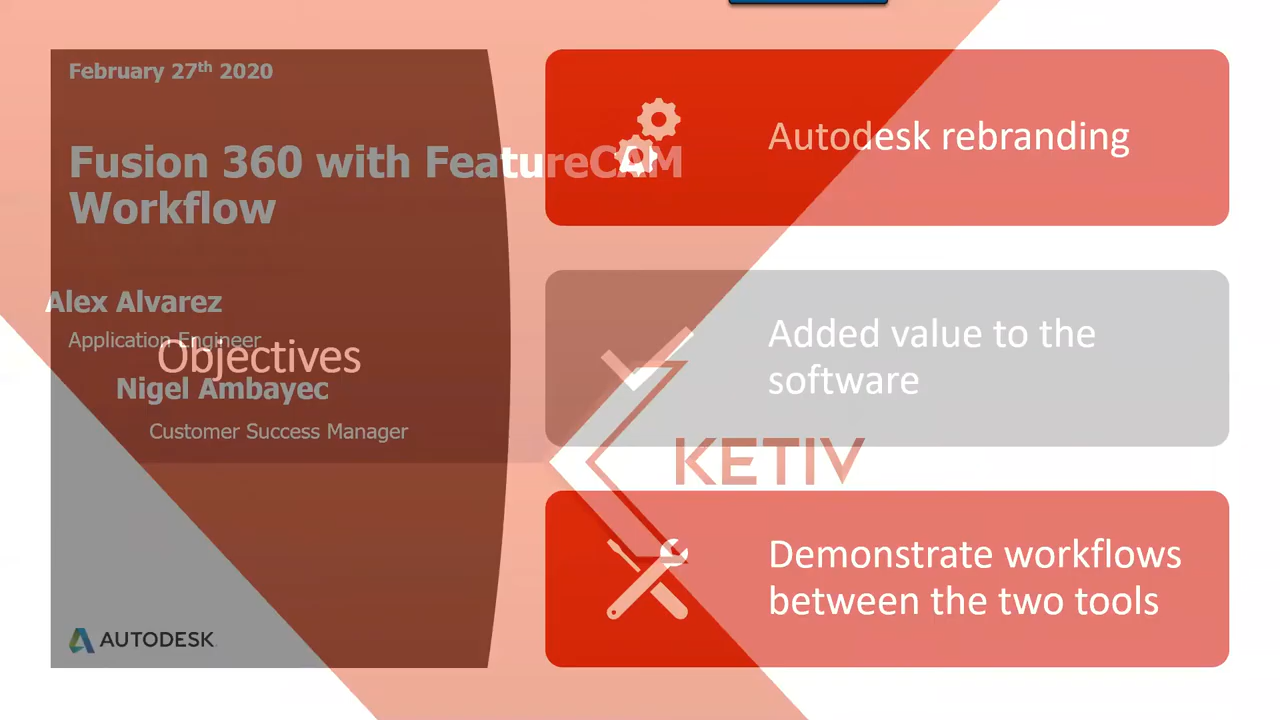 February 27th 2020
Fusion 360 with FeatureCAM
Workflow
Alex Alvarez
Application Engineer
Objectives
Nigel Ambayec
Customer Success Manager
AUTODESK
Autodesk rebranding
Added value to the
software
KETIV
Demonstrate workflows
between the two tools